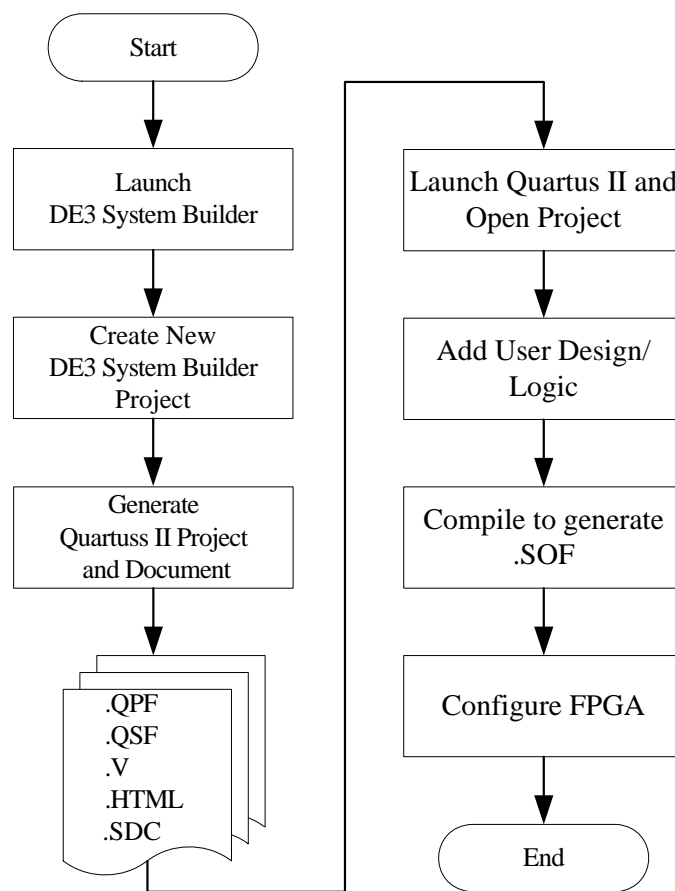 Start
Launch
DE3 System Builder
Create New
DE3 System Builder
Project
Generate
Quartuss II Project
and Document
.QPF
.QSF
.V
.HTML
.SDC
Launch Quartus II and
Open Project
Add User Design/
Logic
Compile to generate
.SOF
Configure FPGA
End